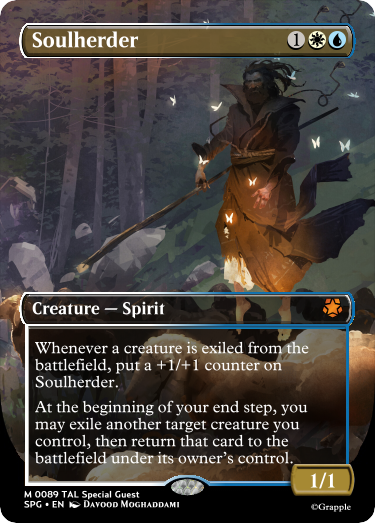 Soulherder 1
Creature — Spirit
Whenever a creature is exiled from the
battlefield, put a +1/+1 counter on
Soulherder.
At the beginning of your end step, you
may exile another target creature you
control, then return that card to the
battlefield under its owner's control.
1/1
M 0089 TAL Special Guest
SPG • EN Dayood Moghaddami
©Grapple